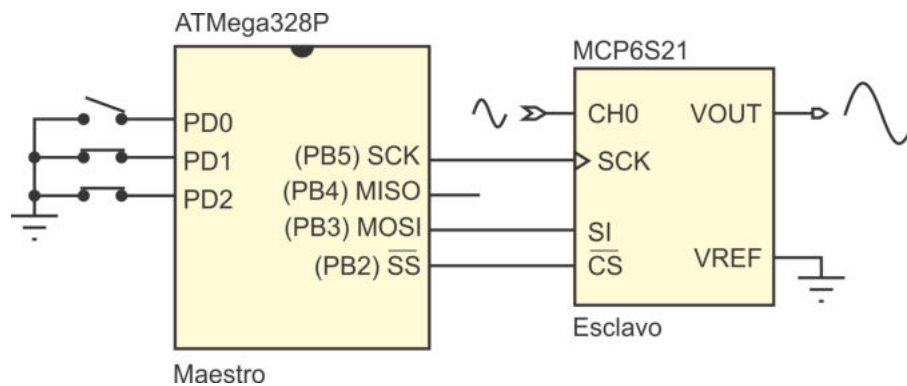 ATMega328P
PD0
PD1
PD2
(PB5) SCK
(PB4) MISO
(PB3) MOSI
(PB2) SS
Maestro
MCP6S21
CH0
VOUT
SCK
SI
CS
VREF
Esclavo